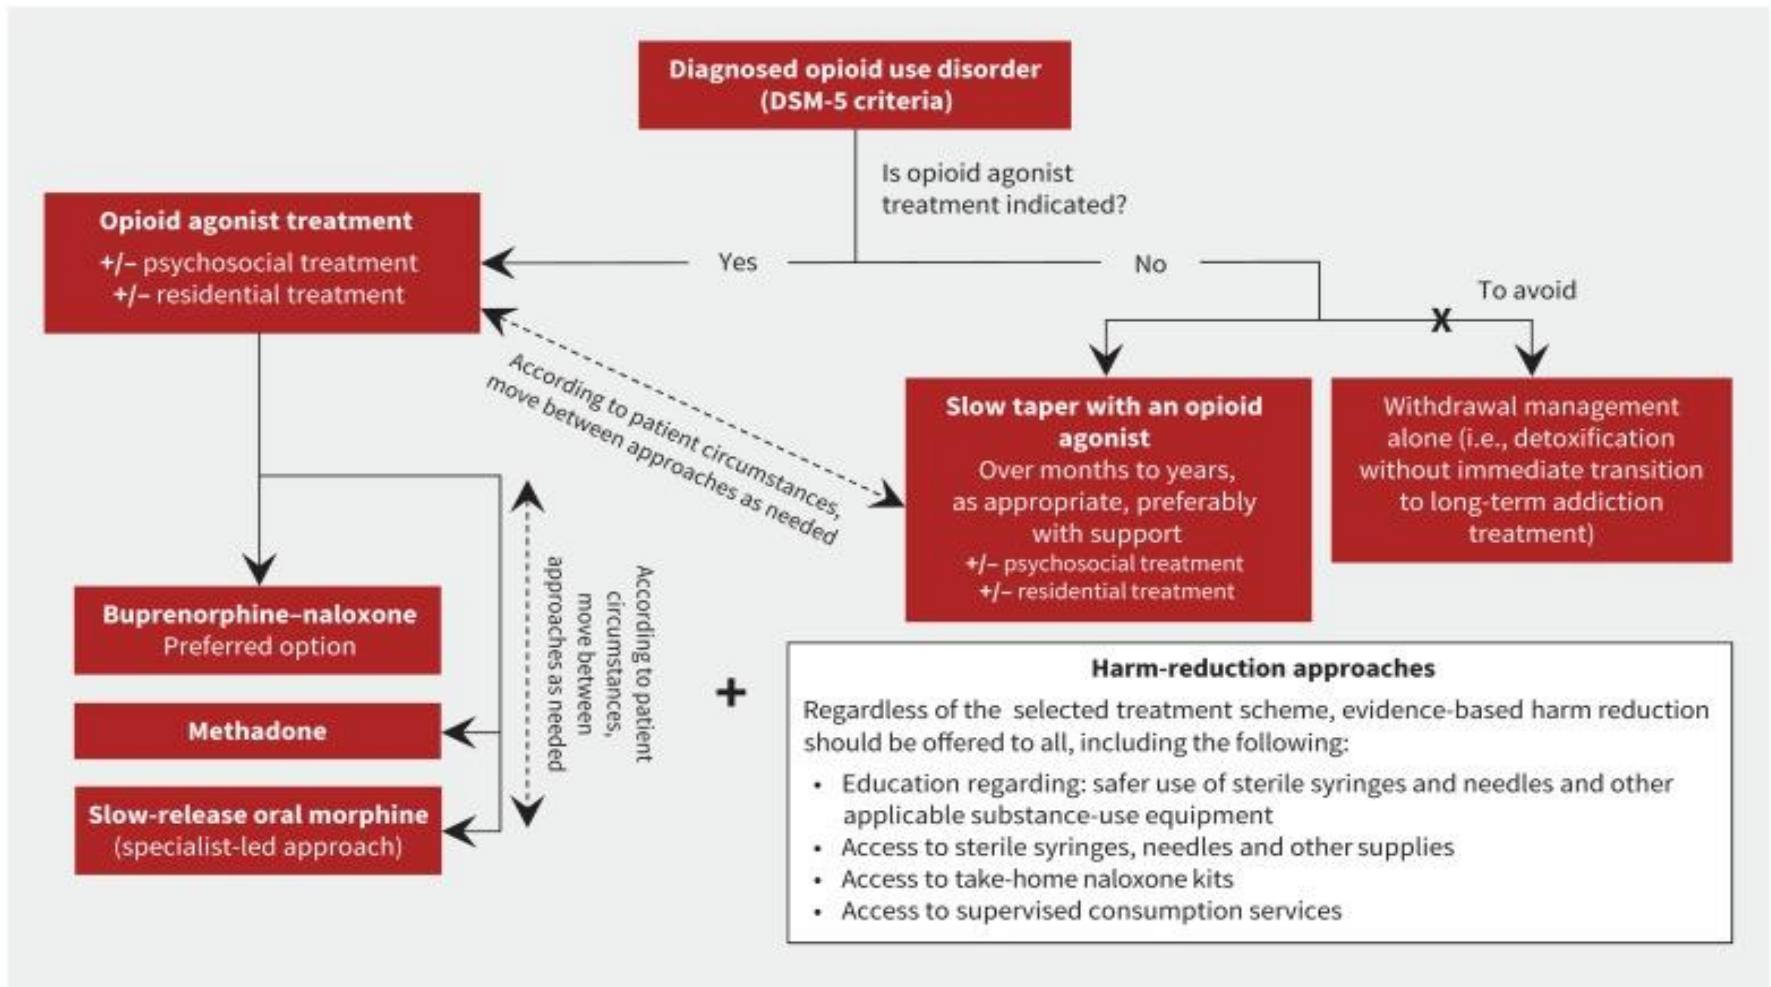 Diagnosed opioid use disorder
(DSM-5 criteria)
Is opioid agonist
treatment indicated?
Opioid agonist treatment
+/– psychosocial treatment
+/– residential treatment
Yes
No
To avoid
X
According to patient circumstances,
move between approaches as needed
Slow taper with an opioid
agonist
Over months to years,
as appropriate, preferably
with support
+/– psychosocial treatment
+/– residential treatment
Withdrawal management
alone (i.e., detoxification
without immediate transition
to long-term addiction
treatment)
Buprenorphine–naloxone
Preferred option
Methadone
Slow-release oral morphine
(specialist-led approach)
According to patient
circumstances,
move between
approaches as needed
+
Harm-reduction approaches
Regardless of the selected treatment scheme, evidence-based harm reduction
should be offered to all, including the following:
• Education regarding: safer use of sterile syringes and needles and other
applicable substance-use equipment
• Access to sterile syringes, needles and other supplies
• Access to take-home naloxone kits
• Access to supervised consumption services